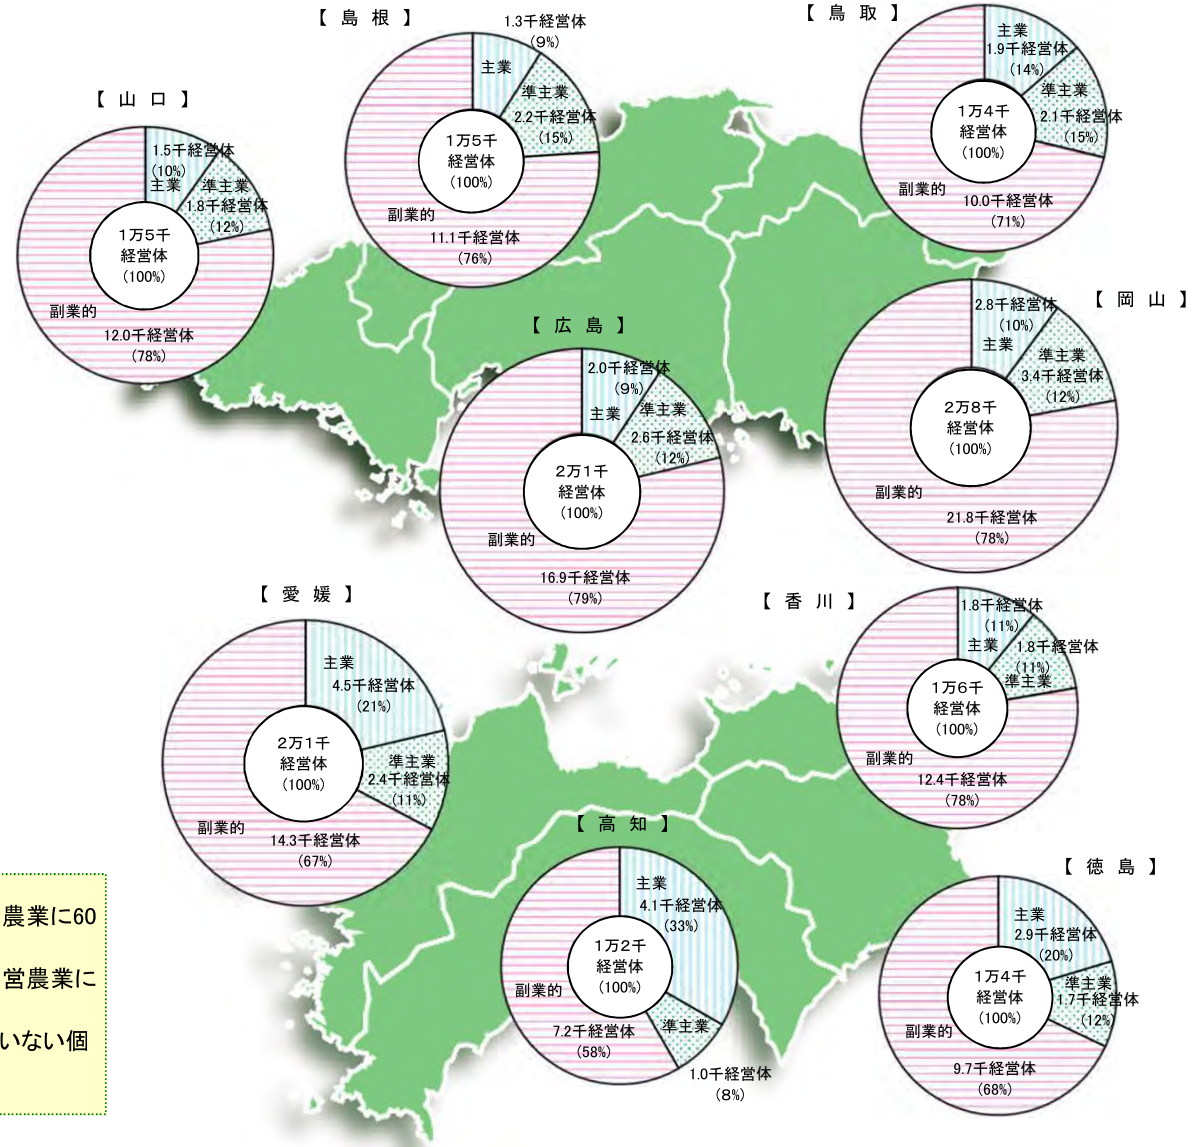 【 島 根 】
1.3千経営体
(9%)
主業
準主業
2.2千経営体
(15%)
1万5千
経営体
(100%)
副業的
11.1千経営体
(76%)
【 鳥 取 】
主業
1.9千経営体
(14%)
準主業
2.1千経営体
(15%)
1万4千
経営体
(100%)
副業的
10.0千経営体
(71%)
【 山 口 】
1.5千経営体
(10%)
主業
準主業
1.8千経営体
(12%)
1万5千
経営体
(100%)
副業的
12.0千経営体
(78%)
【 岡 山 】
2.8千経営体
(10%)
主業
準主業
3.4千経営体
(12%)
2万8千
経営体
(100%)
副業的
21.8千経営体
(78%)
【 広 島 】
2.0千経営体
(9%)
主業
準主業
2.6千経営体
(12%)
2万1千
経営体
(100%)
副業的
16.9千経営体
(79%)
【 愛 媛 】
主業
4.5千経営体
(21%)
準主業
2.4千経営体
(11%)
2万1千
経営体
(100%)
副業的
14.3千経営体
(67%)
【 香 川 】
1.8千経営体
(11%)
主業
1.8千経営体
(11%)
準主業
1万6千
経営体
(100%)
副業的
12.4千経営体
(78%)
【 高 知 】
主業
4.1千経営体
(33%)
1万2千
経営体
(100%)
副業的
7.2千経営体
(58%)
準主業
1.0千経営体
(8%)
【 徳 島 】
主業
2.9千経営体
(20%)
準主業
1.7千経営体
(12%)
1万4千
経営体
(100%)
副業的
9.7千経営体
(68%)
農業に60
営農業に
いない個